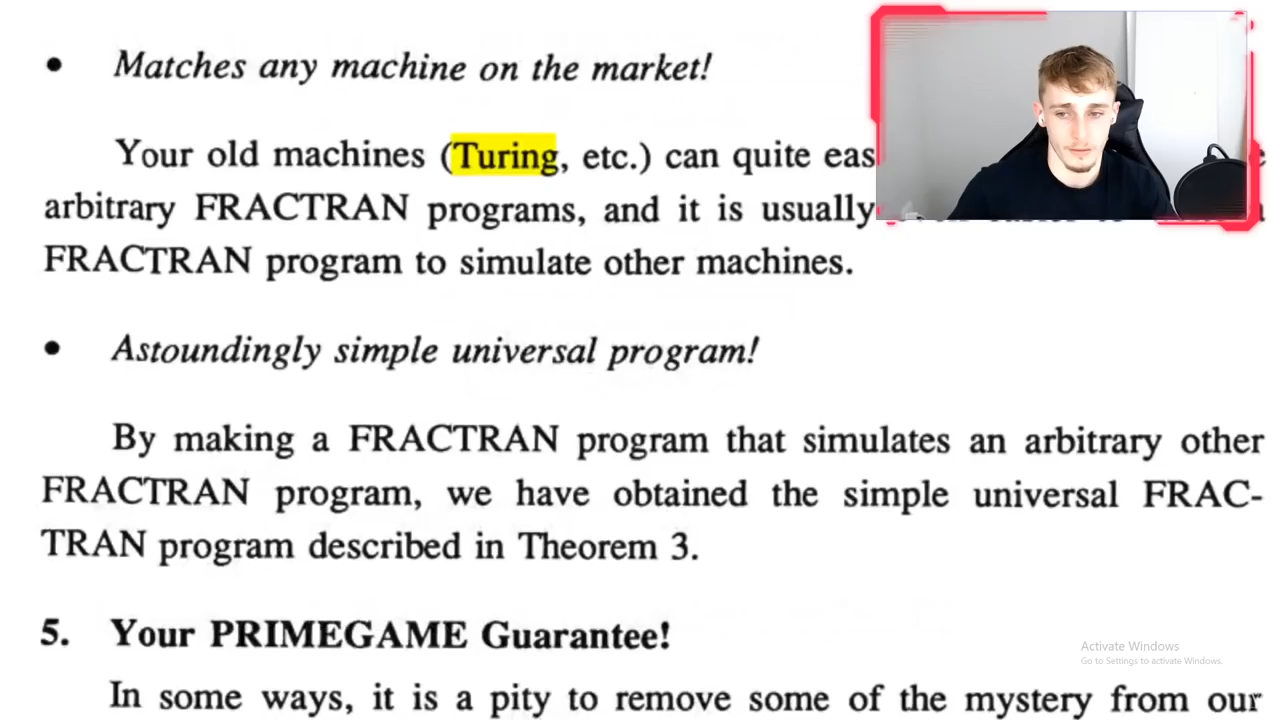 • Matches any machine on the market!
Your old machines (Turing, etc.) can quite eas
arbitrary FRACTRAN programs, and it is usually
FRACTRAN program to simulate other machines.
• Astoundingly simple universal program!
By making a FRACTRAN program that simulates an arbitrary other
FRACTRAN program, we have obtained the simple universal FRAC-
TRAN program described in Theorem 3.
5. Your PRIMEGAME Guarantee!
In some ways, it is a pity to remove some of the mystery from our
Activate Windows
Go to Settings to activate Windows.